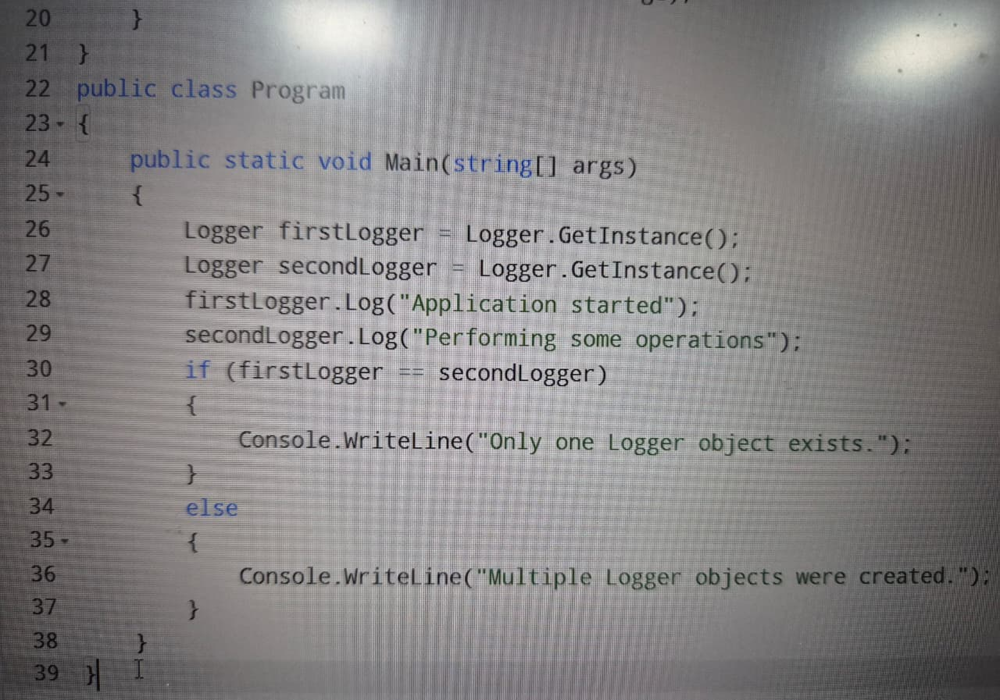 20 }
21 }
22 public class Program
23 {
24 public static void Main(string[] args)
25 {
26 Logger firstLogger = Logger.GetInstance();
27 Logger secondLogger = Logger.GetInstance();
28 firstLogger.Log("Application started");
29 secondLogger.Log("Performing some operations");
30 if (firstLogger == secondLogger)
31 {
32 Console.WriteLine("Only one Logger object exists.");
33 }
34 else
35 {
36 Console.WriteLine("Multiple Logger objects were created.");
37 }
38 }
39 }